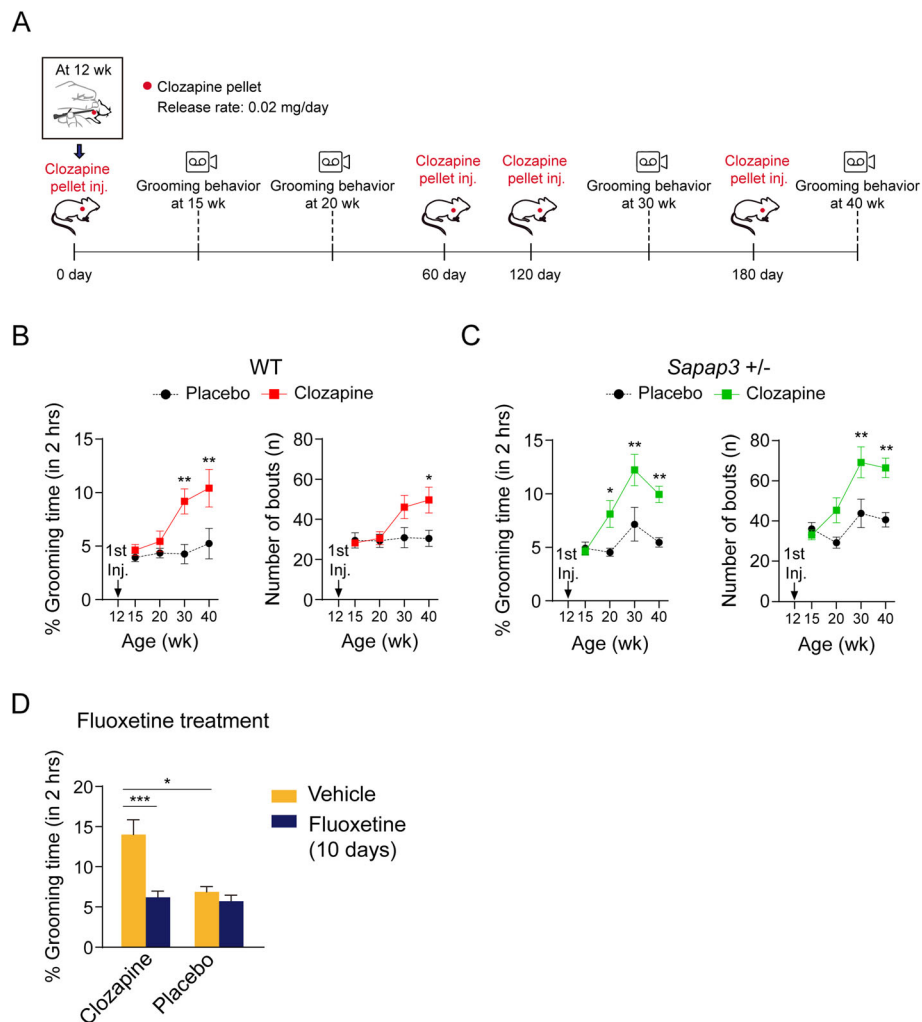 A
At 12 wk
Clozapine pellet
Release rate: 0.02 mg/day
Clozapine
pellet inj.
Grooming behavior
at 15 wk
Grooming behavior
at 20 wk
Clozapine
pellet inj.
Clozapine
pellet inj.
Grooming behavior
at 30 wk
Clozapine
pellet inj.
Grooming behavior
at 40 wk
0 day
60 day
120 day
180 day
B
WT
Placebo
Clozapine
% Grooming time (in 2 hrs)
15
10
5
0
**
**
1st
Inj.
12 15 20 30 40
Age (wk)
Number of bouts (n)
80
60
40
20
0
*
1st
Inj.
12 15 20 30 40
Age (wk)
C
Sapap3 +/-
Placebo
Clozapine
% Grooming time (in 2 hrs)
15
10
5
0
*
**
**
1st
Inj.
12 15 20 30 40
Age (wk)
Number of bouts (n)
80
60
40
20
0
**
**
1st
Inj.
12 15 20 30 40
Age (wk)
D
Fluoxetine treatment
% Grooming time (in 2 hrs)
20
15
10
5
0
*
***
Vehicle
Fluoxetine
(10 days)
Clozapine
Placebo